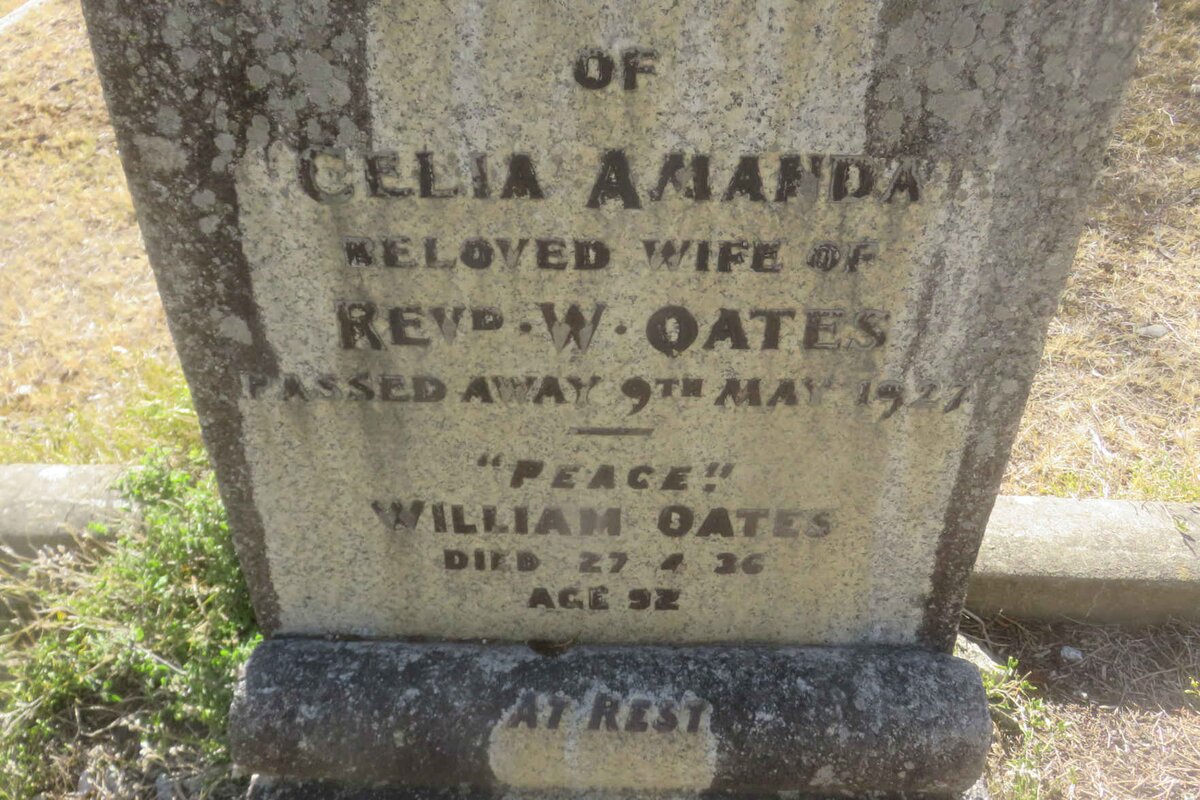 OF
CELIA AMANDA
BELOVED WIFE OF
REVD · W · OATES
PASSED AWAY 9TH MAY 1927
"PEACE."
WILLIAM OATES
DIED 27 4 36
AGE 92
AT REST